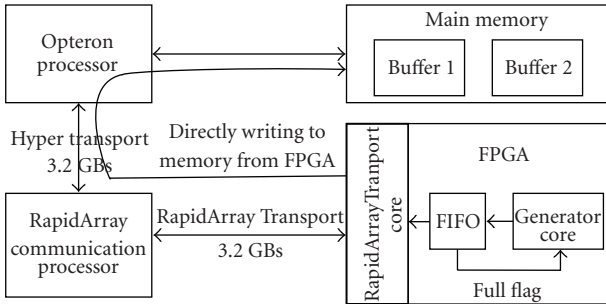 Opteron
processor
Main memory
Buffer 1
Buffer 2
Hyper transport
3.2 GBs
Directly writing to
memory from FPGA
RapidArray
communication
processor
RapidArray Transport
3.2 GBs
RapidArrayTranport
core
FPGA
FIFO
Generator
core
Full flag